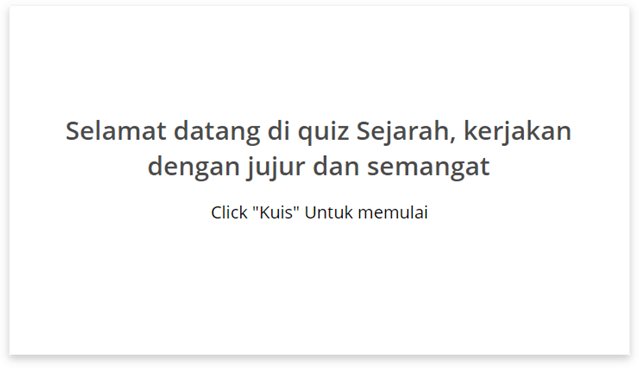 Selamat datang di quiz Sejarah, kerjakan
dengan jujur dan semangat
Click "Kuis" Untuk memulai